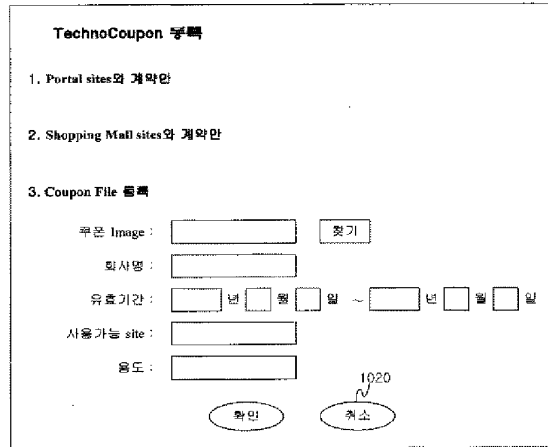 TechnoCoupon 등록
1. Portal sites와 계약란
2. Shopping Mall sites와 계약란
3. Coupon File 등록
쿠폰 Image : 찾기
회사명 :
유효기간 : 년 월 일 ~ 년 월 일
사용가능 site :
용도 :
1020
확인 취소